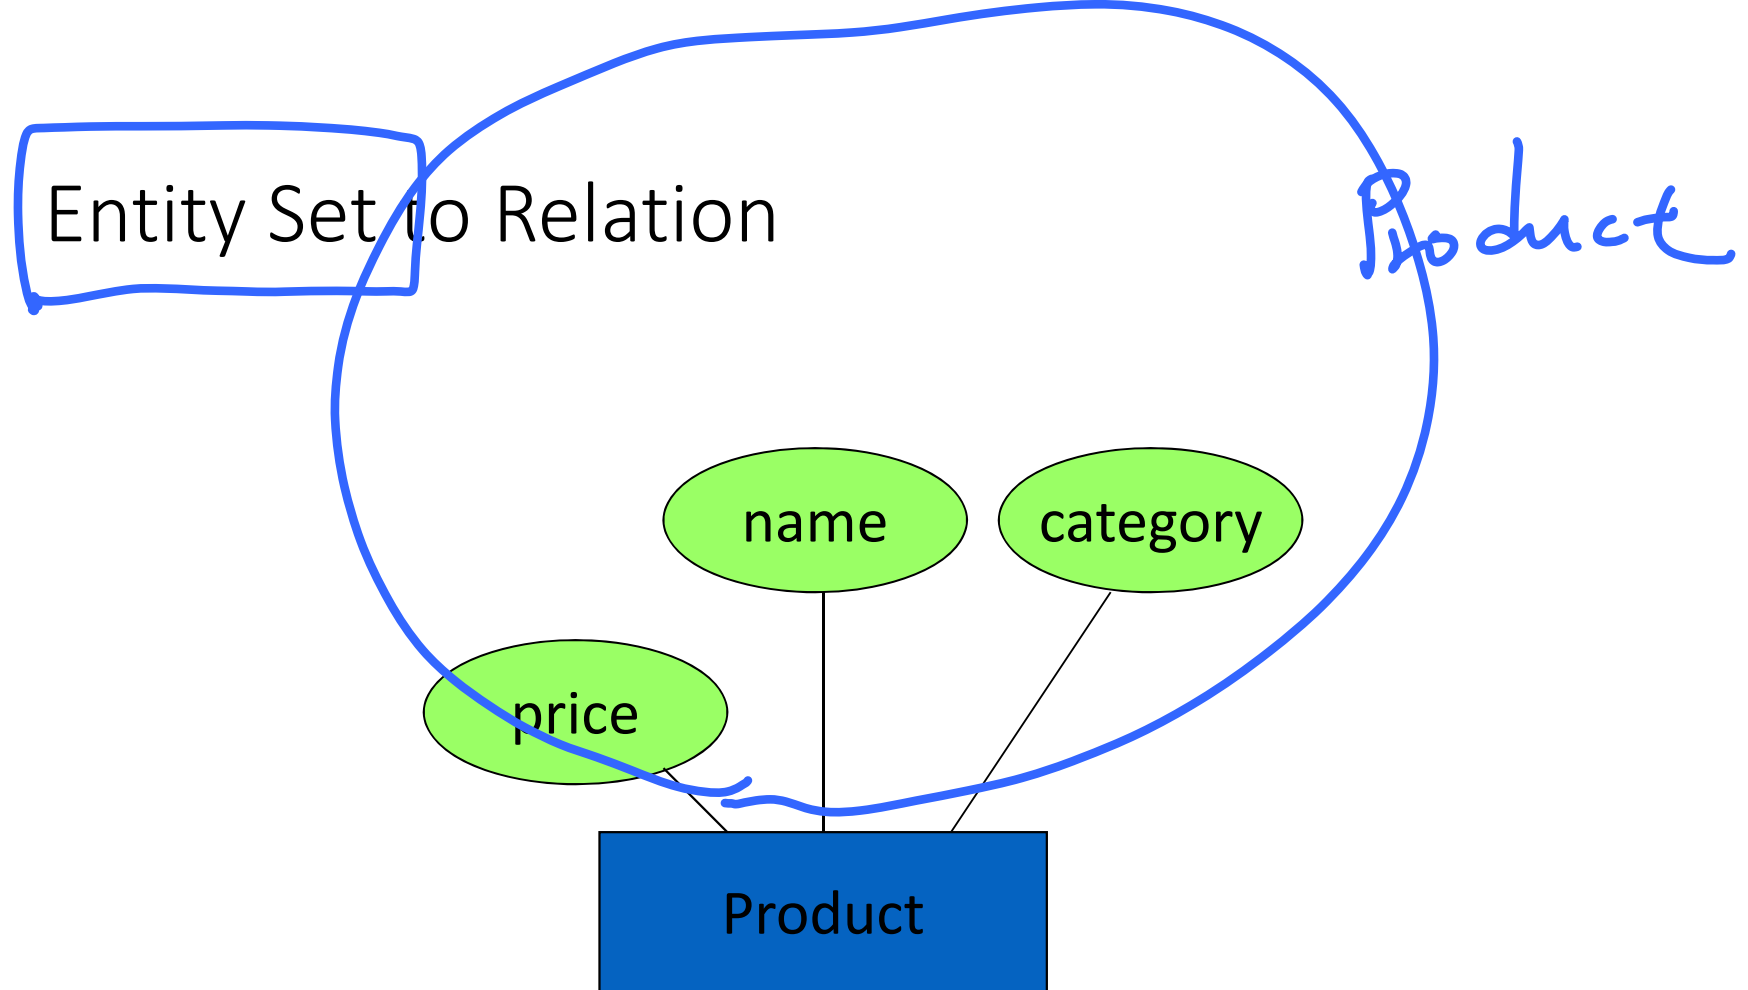 Entity Set to Relation
Product
name
category
price
Product